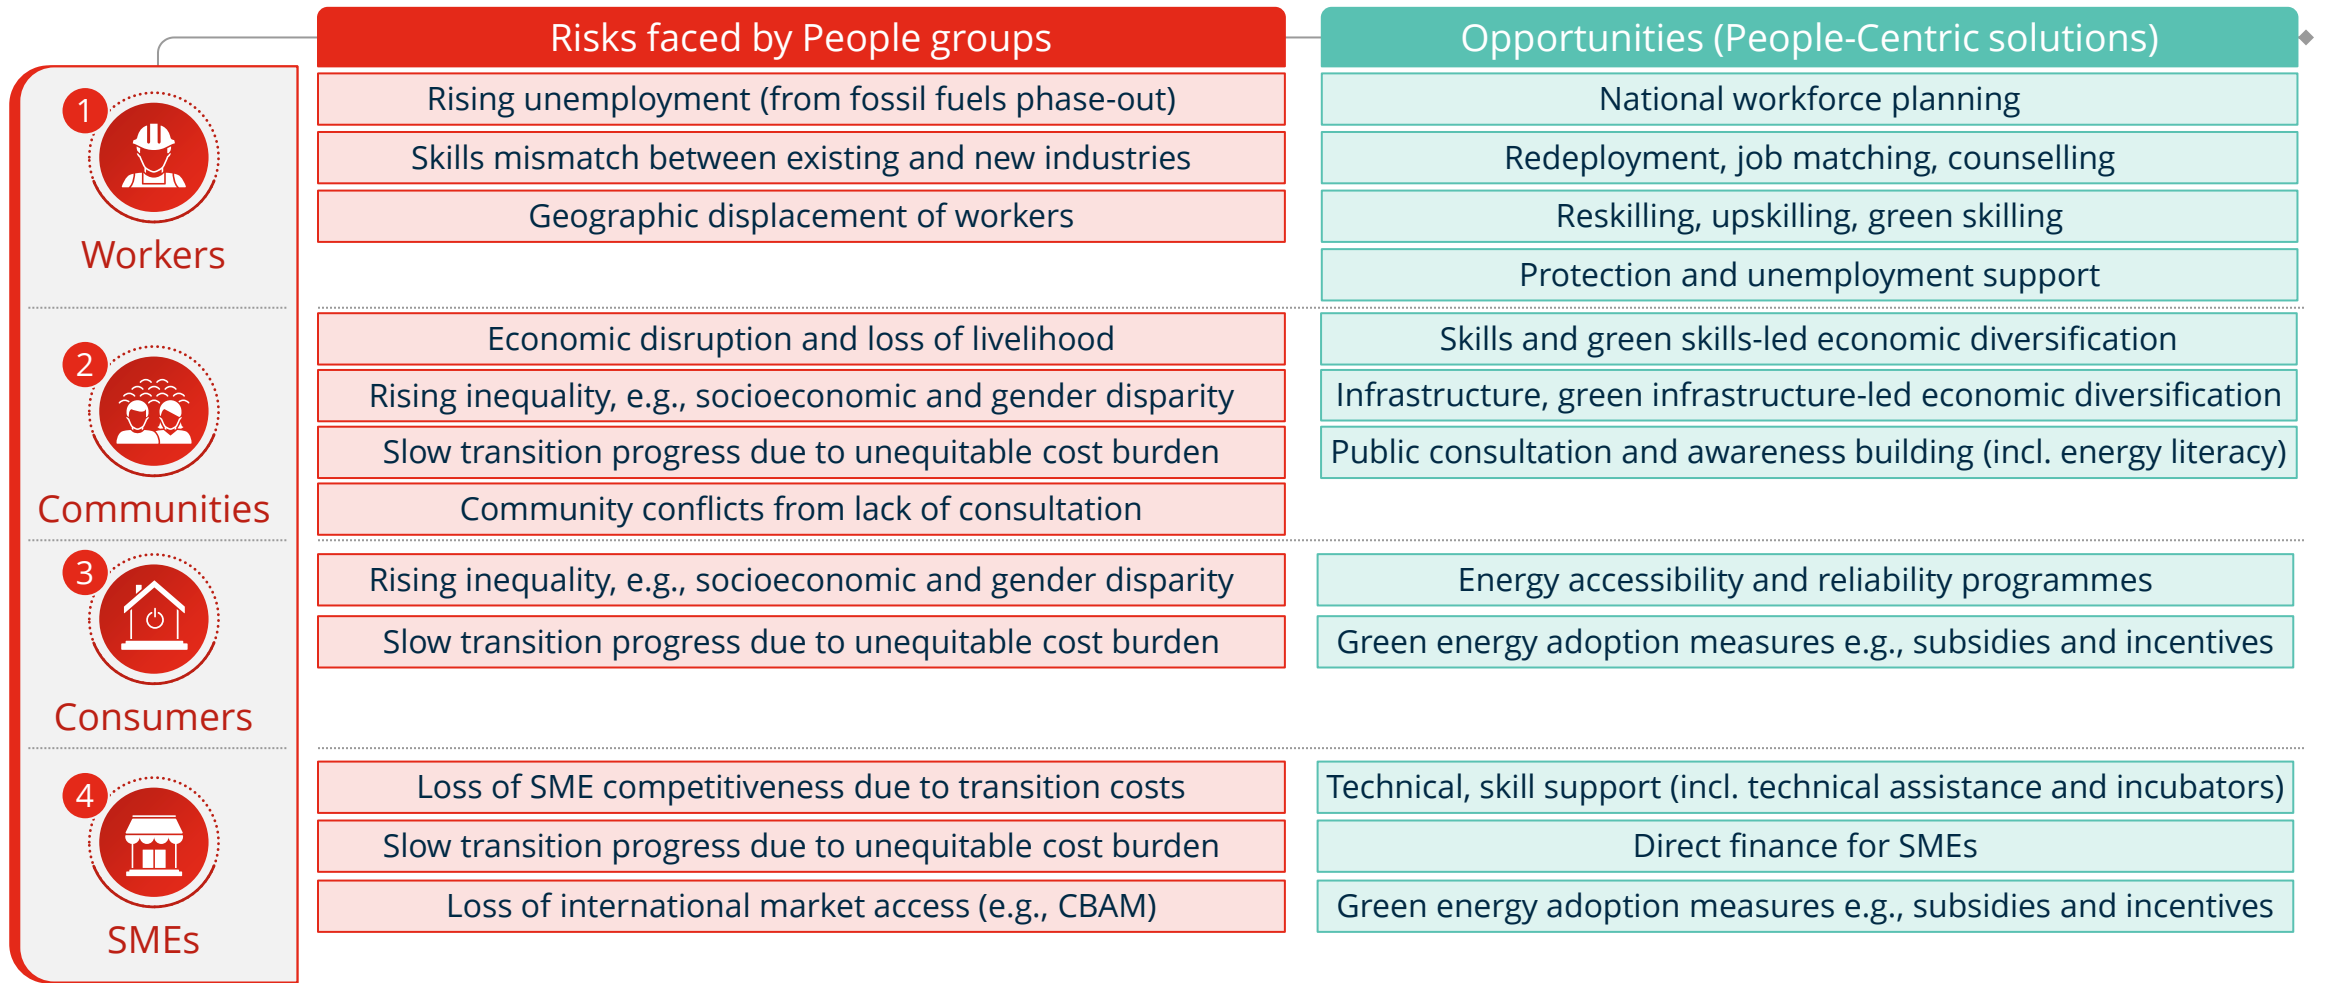 Risks faced by People groups
Opportunities (People-Centric solutions)
1
Workers
Rising unemployment (from fossil fuels phase-out)
National workforce planning
Skills mismatch between existing and new industries
Redeployment, job matching, counselling
Geographic displacement of workers
Reskilling, upskilling, green skilling
Protection and unemployment support
2
Communities
Economic disruption and loss of livelihood
Skills and green skills-led economic diversification
Rising inequality, e.g., socioeconomic and gender disparity
Infrastructure, green infrastructure-led economic diversification
Slow transition progress due to unequitable cost burden
Public consultation and awareness building (incl. energy literacy)
Community conflicts from lack of consultation
3
Consumers
Rising inequality, e.g., socioeconomic and gender disparity
Energy accessibility and reliability programmes
Slow transition progress due to unequitable cost burden
Green energy adoption measures e.g., subsidies and incentives
4
SMEs
Loss of SME competitiveness due to transition costs
Technical, skill support (incl. technical assistance and incubators)
Slow transition progress due to unequitable cost burden
Direct finance for SMEs
Loss of international market access (e.g., CBAM)
Green energy adoption measures e.g., subsidies and incentives